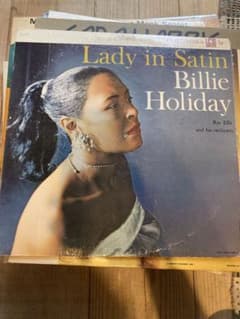 Lady in Satin
Billie
Holiday
Ray Ellis
and his orchestra